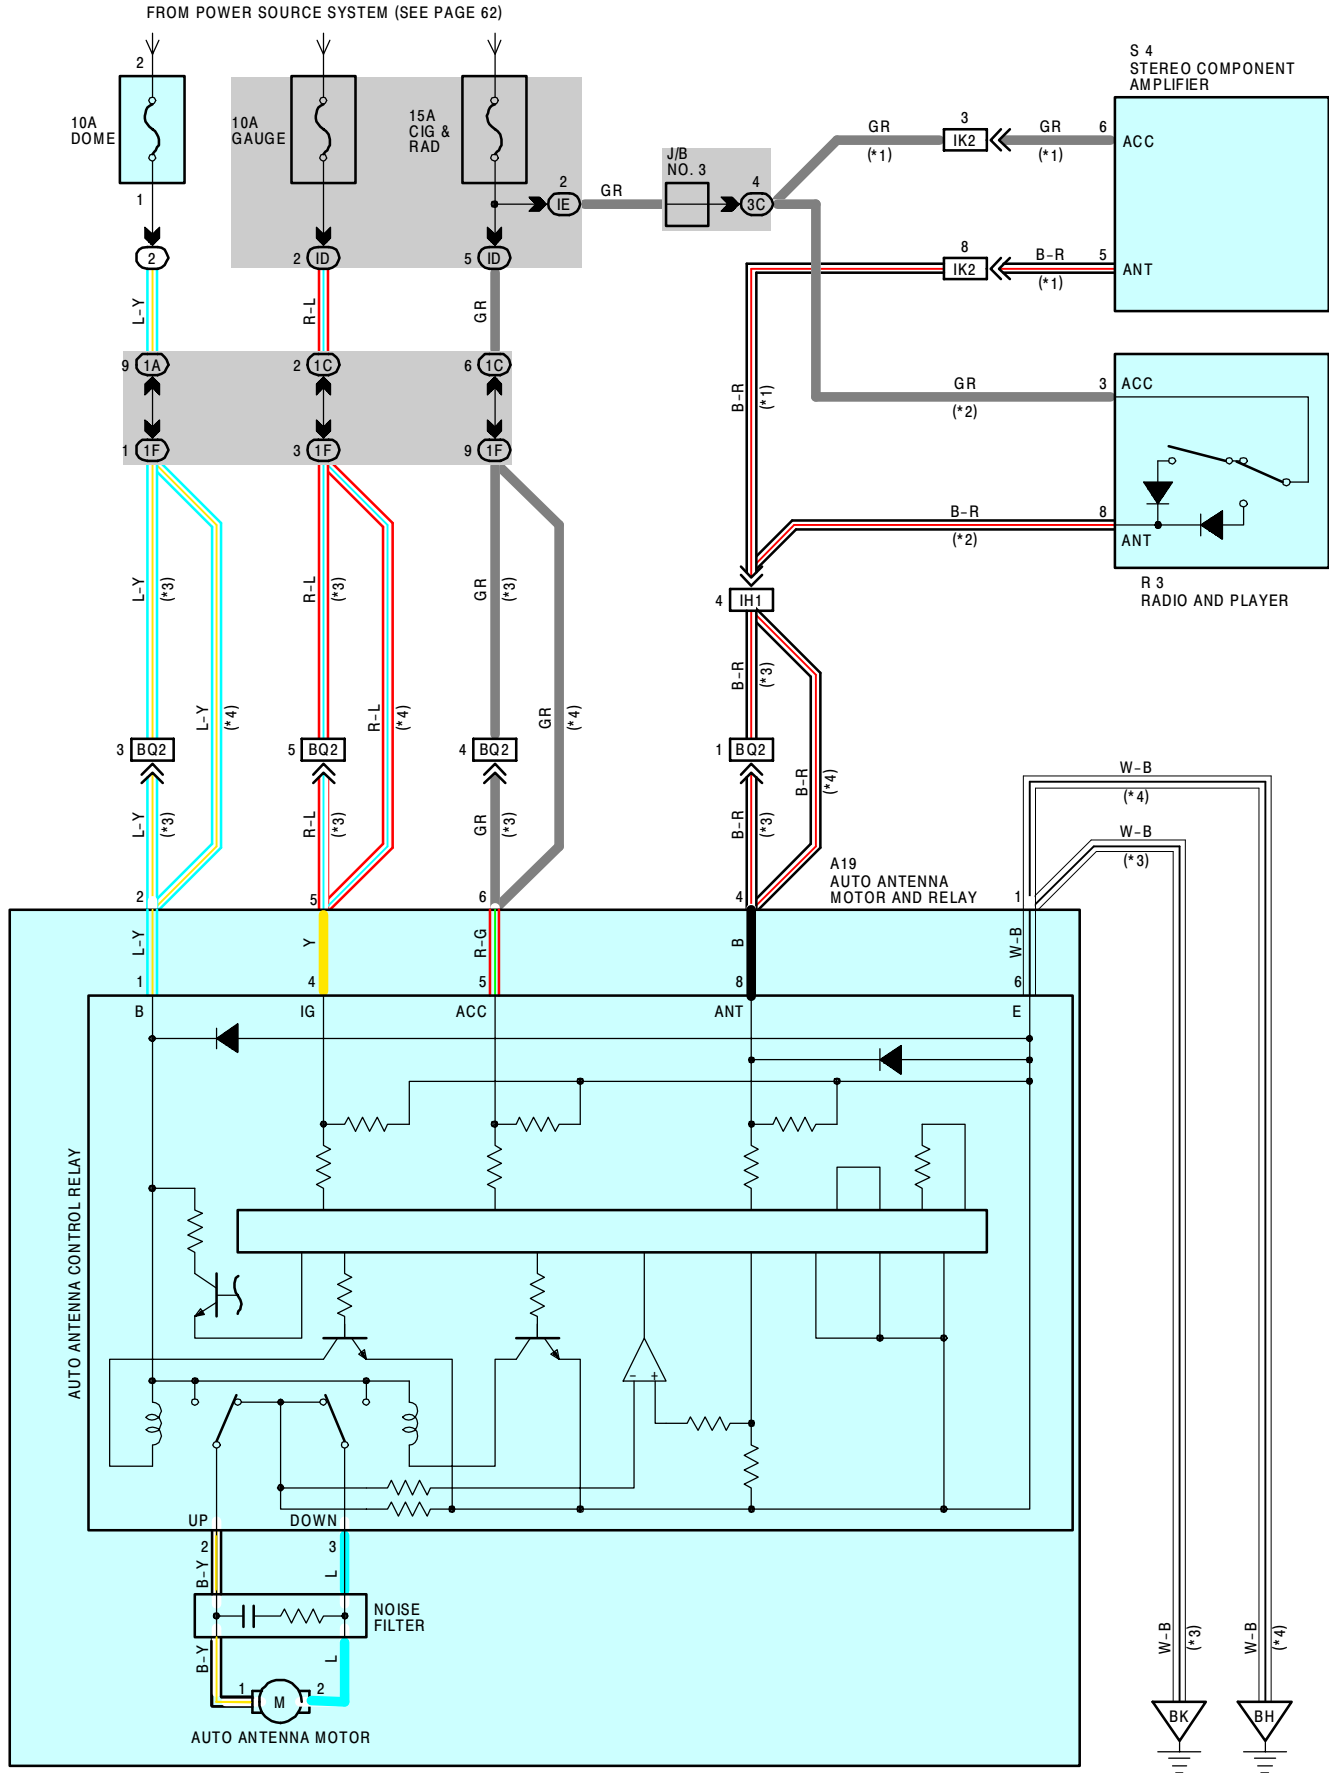 FROM POWER SOURCE SYSTEM (SEE PAGE 62)
2
10A
DOME
10A
GAUGE
15A
CIG &
RAD
1
2
2 ID
5 ID
2
IE
GR
J/B
NO. 3
4
3C
GR
(*1)
3
IK2
GR
(*1)
6
ACC
S 4
STEREO COMPONENT
AMPLIFIER
8
IK2
B-R
(*1)
5
ANT
L-Y
R-L
GR
9 1A
2 1C
6 1C
1 1F
3 1F
9 1F
B-R
(*1)
GR
(*2)
3
ACC
B-R
(*2)
8
ANT
R 3
RADIO AND PLAYER
L-Y
(*3)
R-L
(*3)
GR
(*3)
4 IH1
L-Y
(*4)
R-L
(*4)
GR
(*4)
B-R
(*3)
3 BQ2
5 BQ2
4 BQ2
1 BQ2
L-Y
(*3)
R-L
(*3)
GR
(*3)
B-R
(*3)
B-R
(*4)
W-B
(*4)
W-B
(*3)
A19
AUTO ANTENNA
MOTOR AND RELAY
2
5
6
4
1
L-Y
Y
R-G
B
W-B
1
4
5
8
6
B
IG
ACC
ANT
E
AUTO ANTENNA CONTROL RELAY
-
+
UP
DOWN
2
3
B-Y
L
NOISE
FILTER
B-Y
L
1
M
2
AUTO ANTENNA MOTOR
W-B
(*3)
W-B
(*4)
BK
BH